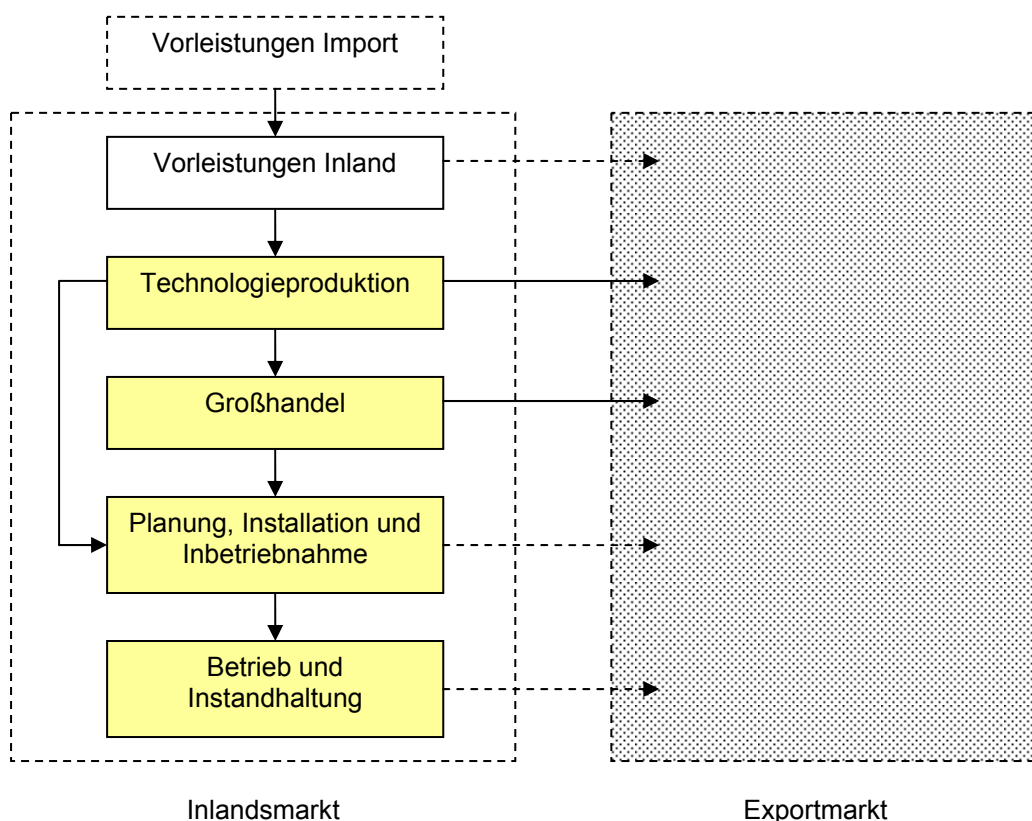 Vorleistungen Import
Vorleistungen Inland
Technologieproduktion
Großhandel
Planung, Installation und
Inbetriebnahme
Betrieb und
Instandhaltung
Inlandsmarkt
Exportmarkt